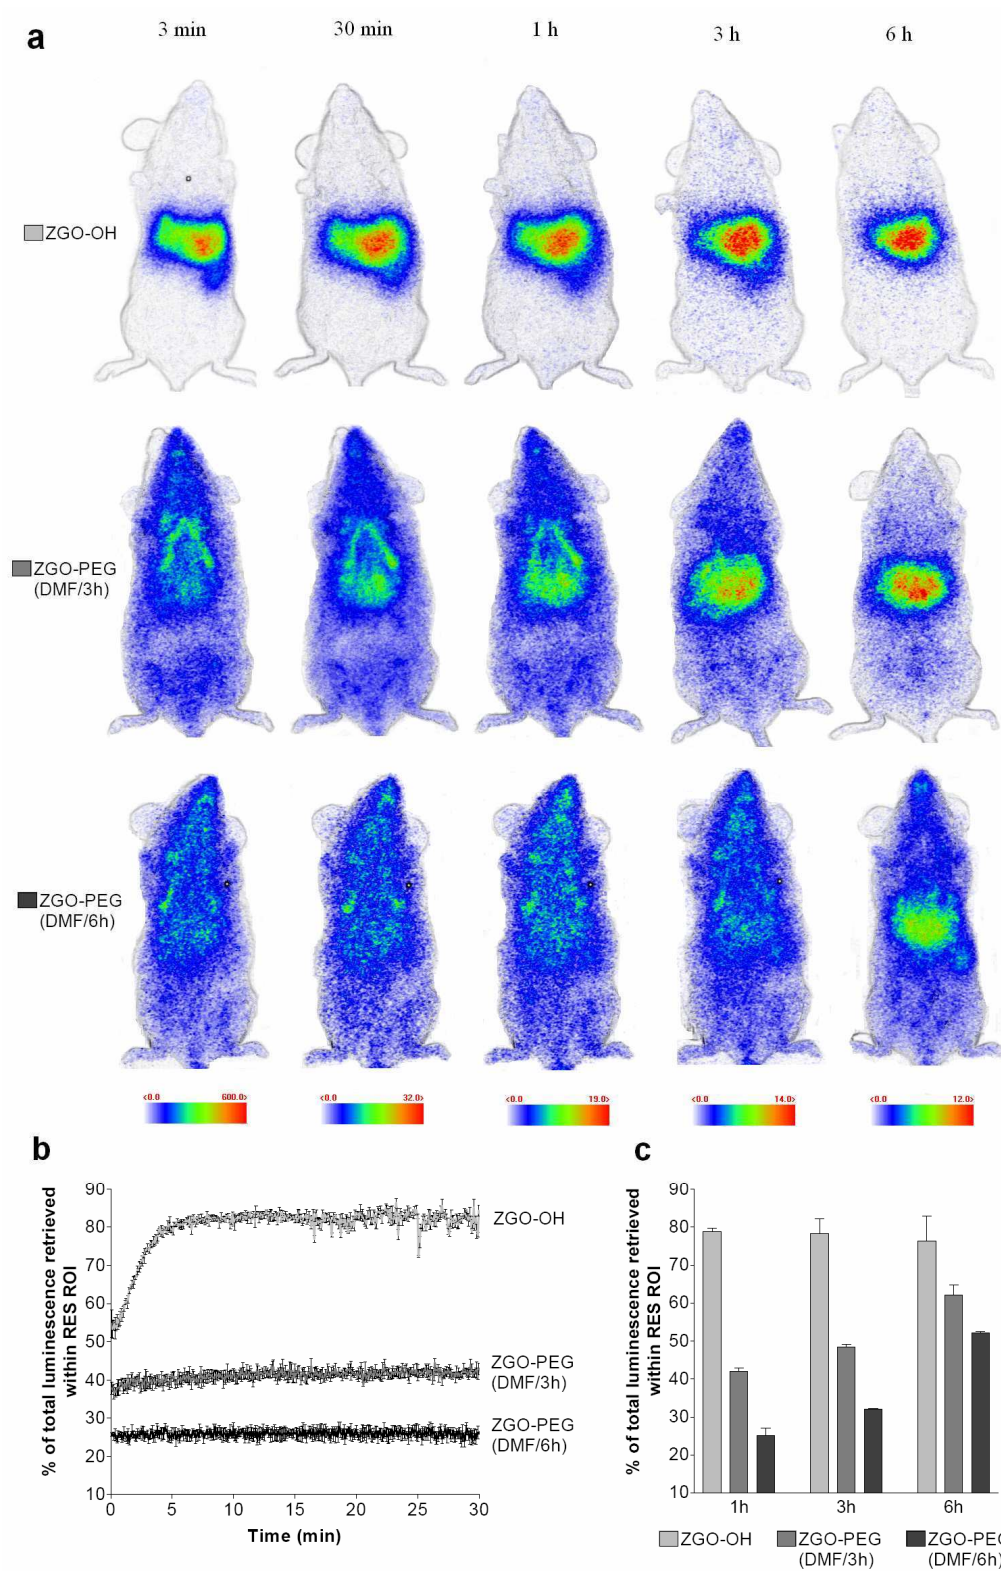 a
3 min
30 min
1 h
3 h
6 h
ZGO-OH
ZGO-PEG
(DMF/3h)
ZGO-PEG
(DMF/6h)
<0.0 600.0>
<0.0 32.0>
<0.0 19.0>
<0.0 14.0>
<0.0 12.0>
b
% of total luminescence retrieved
within RES ROI
90
80
70
60
50
40
30
20
10
0 5 10 15 20 25 30
Time (min)
ZGO-OH
ZGO-PEG
(DMF/3h)
ZGO-PEG
(DMF/6h)
c
% of total luminescence retrieved
within RES ROI
90
80
70
60
50
40
30
20
10
1h 3h 6h
ZGO-OH
ZGO-PEG
(DMF/3h)
ZGO-PEG
(DMF/6h)